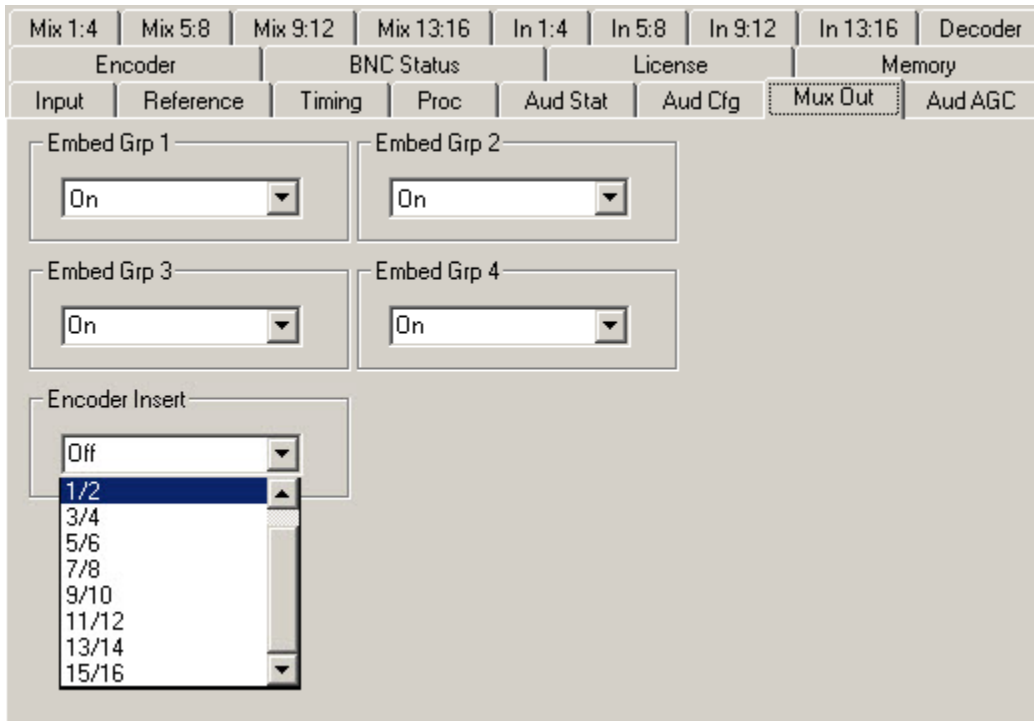 Mix 1:4 Mix 5:8 Mix 9:12 Mix 13:16 In 1:4 In 5:8 In 9:12 In 13:16 Decoder
Encoder BNC Status License Memory
Input Reference Timing Proc Aud Stat Aud Cfg Mux Out Aud AGC
Embed Grp 1 Embed Grp 2
On On
Embed Grp 3 Embed Grp 4
On On
Encoder Insert
Off
1/2
3/4
5/6
7/8
9/10
11/12
13/14
15/16